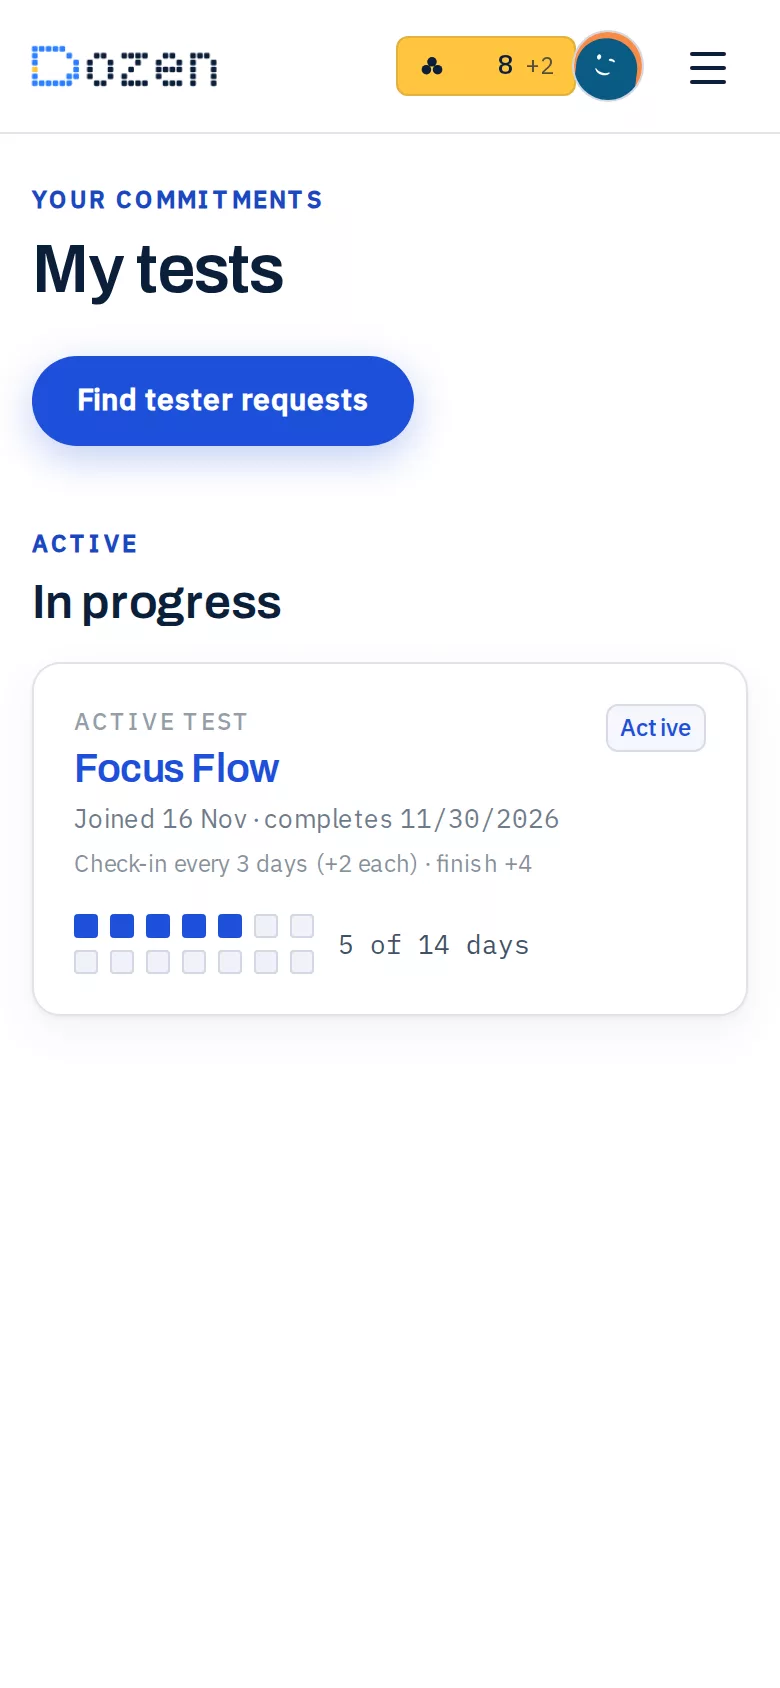 Dozen
8 +2
YOUR COMMITMENTS
My tests
Find tester requests
ACTIVE
In progress
ACTIVE TEST
Active
Focus Flow
Joined 16 Nov · completes 11/30/2026
Check-in every 3 days (+2 each) · finish +4
5 of 14 days